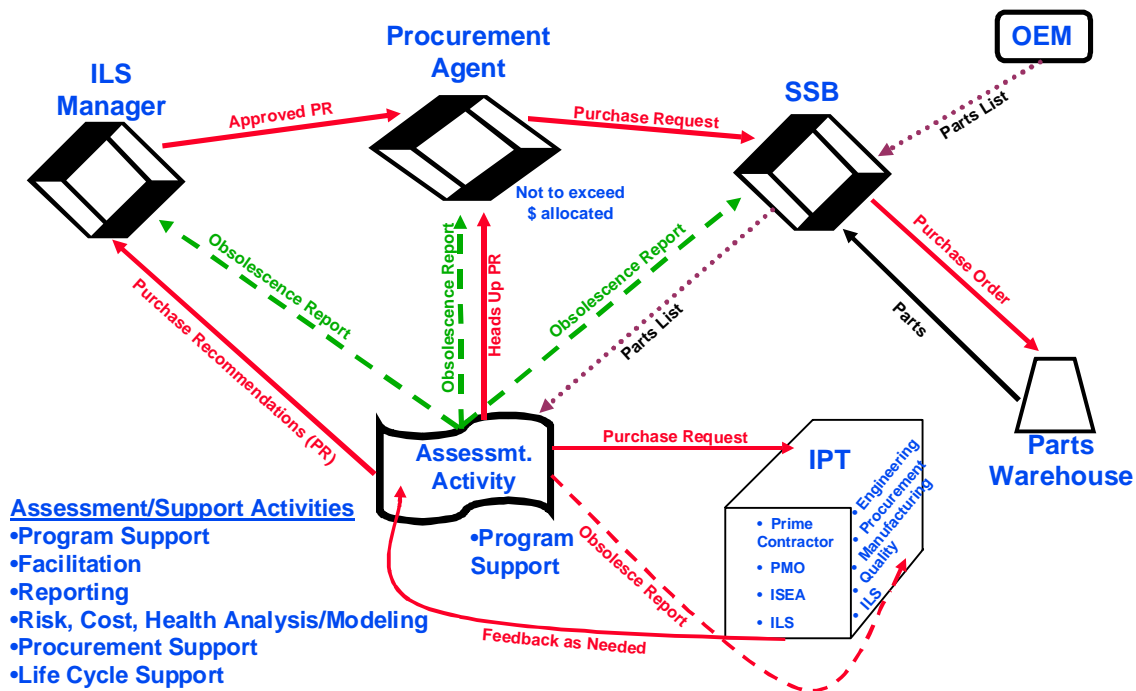 OEM
Procurement
Agent
ILS
Manager
SSB
Approved PR
Purchase Request
Parts List
Not to exceed
$ allocated
Obsolescence Report
Obsolescence Report
Heads Up PR
Obsolescence Report
Parts List
Purchase Order
Parts
Purchase Recommendations (PR)
Parts
Warehouse
Assessmt.
Activity
Purchase Request
IPT
• Prime
Contractor
• PMO
• ISEA
• ILS
• Engineering
• Procurement
• Manufacturing
• Quality
• ILS
•Program
Support
Obsolesce Report
Feedback as Needed
Assessment/Support Activities
•Program Support
•Facilitation
•Reporting
•Risk, Cost, Health Analysis/Modeling
•Procurement Support
•Life Cycle Support